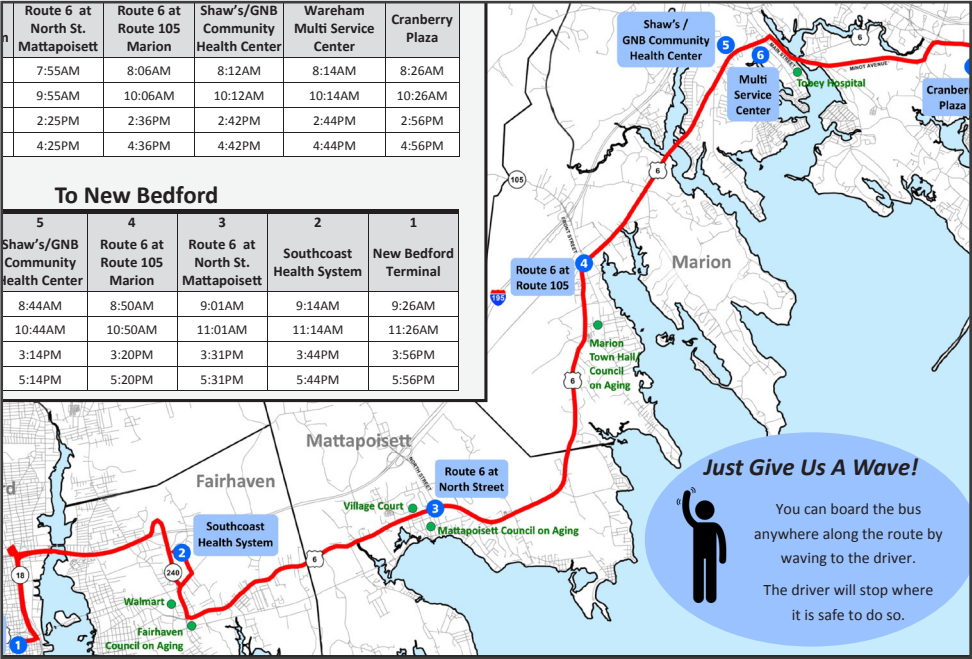 Route 6 at North St. Mattapoisett
Route 6 at Route 105 Marion
Shaw's/GNB Community Health Center
Wareham Multi Service Center
Cranberry Plaza
7:55AM 8:06AM 8:12AM 8:14AM 8:26AM
9:55AM 10:06AM 10:12AM 10:14AM 10:26AM
2:25PM 2:36PM 2:42PM 2:44PM 2:56PM
4:25PM 4:36PM 4:42PM 4:44PM 4:56PM
To New Bedford
5 4 3 2 1
Shaw's/GNB Community Health Center
Route 6 at Route 105 Marion
Route 6 at North St. Mattapoisett
Southcoast Health System
New Bedford Terminal
8:44AM 8:50AM 9:01AM 9:14AM 9:26AM
10:44AM 10:50AM 11:01AM 11:14AM 11:26AM
3:14PM 3:20PM 3:31PM 3:44PM 3:56PM
5:14PM 5:20PM 5:31PM 5:44PM 5:56PM
Shaw's /
GNB Community
Health Center
5
6
Multi
Service
Center
MAIN STREET
6
MINOT AVENUE
Tobey Hospital
Plaza
6
105
FRONT STREET
Route 6 at
Route 105
4
Marion
195
Marion
Town Hall/
Council
on Aging
6
Mattapoisett
NORTH STREET
Route 6 at
North Street
Village Court
3
Mattapoisett Council on Aging
Fairhaven
Southcoast
Health System
2
6
240
18
Walmart
Fairhaven
Council on Aging
1
Just Give Us A Wave!
You can board the bus
anywhere along the route by
waving to the driver.
The driver will stop where
it is safe to do so.